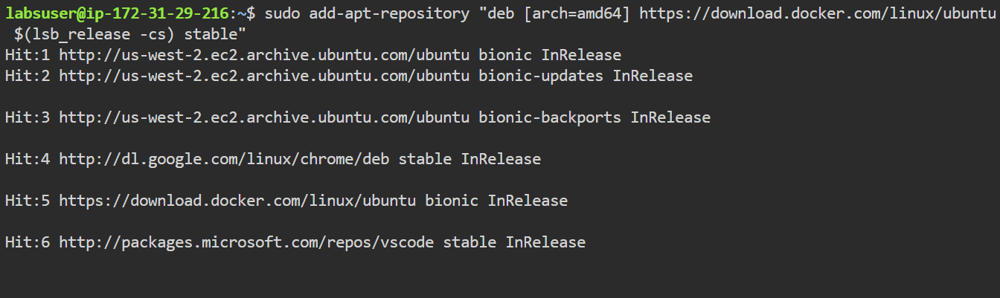 labsuser@ip-172-31-29-216:~$ sudo add-apt-repository "deb [arch=amd64] https://download.docker.com/linux/ubuntu
$(lsb_release -cs) stable"
Hit:1 http://us-west-2.ec2.archive.ubuntu.com/ubuntu bionic InRelease
Hit:2 http://us-west-2.ec2.archive.ubuntu.com/ubuntu bionic-updates InRelease
Hit:3 http://us-west-2.ec2.archive.ubuntu.com/ubuntu bionic-backports InRelease
Hit:4 http://dl.google.com/linux/chrome/deb stable InRelease
Hit:5 https://download.docker.com/linux/ubuntu bionic InRelease
Hit:6 http://packages.microsoft.com/repos/vscode stable InRelease